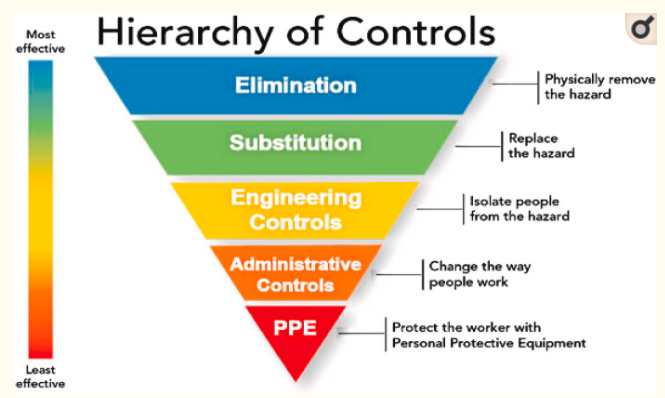 Hierarchy of Controls
Most
effective
Elimination
Physically remove
the hazard
Substitution
Replace
the hazard
Engineering
Controls
Isolate people
from the hazard
Administrative
Controls
Change the way
people work
PPE
Protect the worker with
Personal Protective Equipment
Least
effective